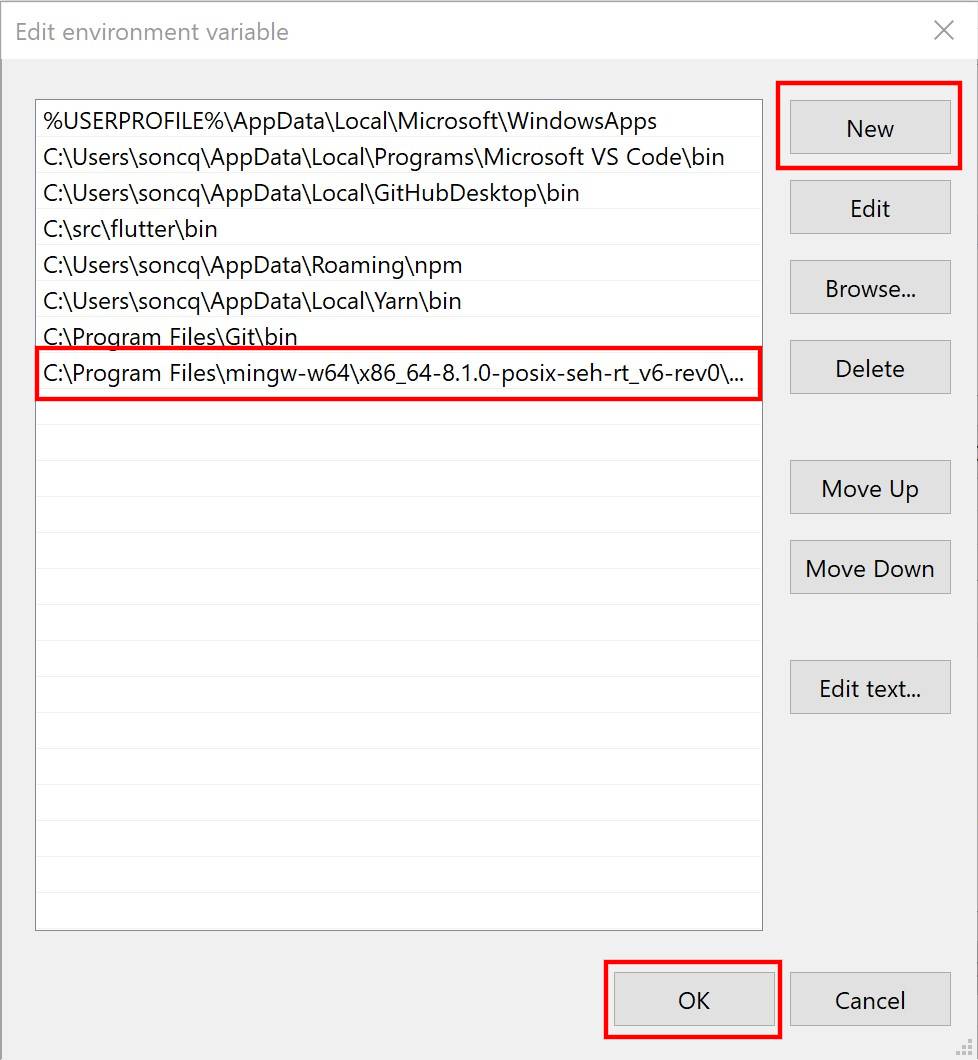 Edit environment variable
%USERPROFILE%\AppData\Local\Microsoft\WindowsApps
C:\Users\soncq\AppData\Local\Programs\Microsoft VS Code\bin
C:\Users\soncq\AppData\Local\GitHubDesktop\bin
C:\src\flutter\bin
C:\Users\soncq\AppData\Roaming\npm
C:\Users\soncq\AppData\Local\Yarn\bin
C:\Program Files\Git\bin
C:\Program Files\mingw-w64\x86_64-8.1.0-posix-seh-rt_v6-rev0\...
New
Edit
Browse...
Delete
Move Up
Move Down
Edit text...
OK
Cancel